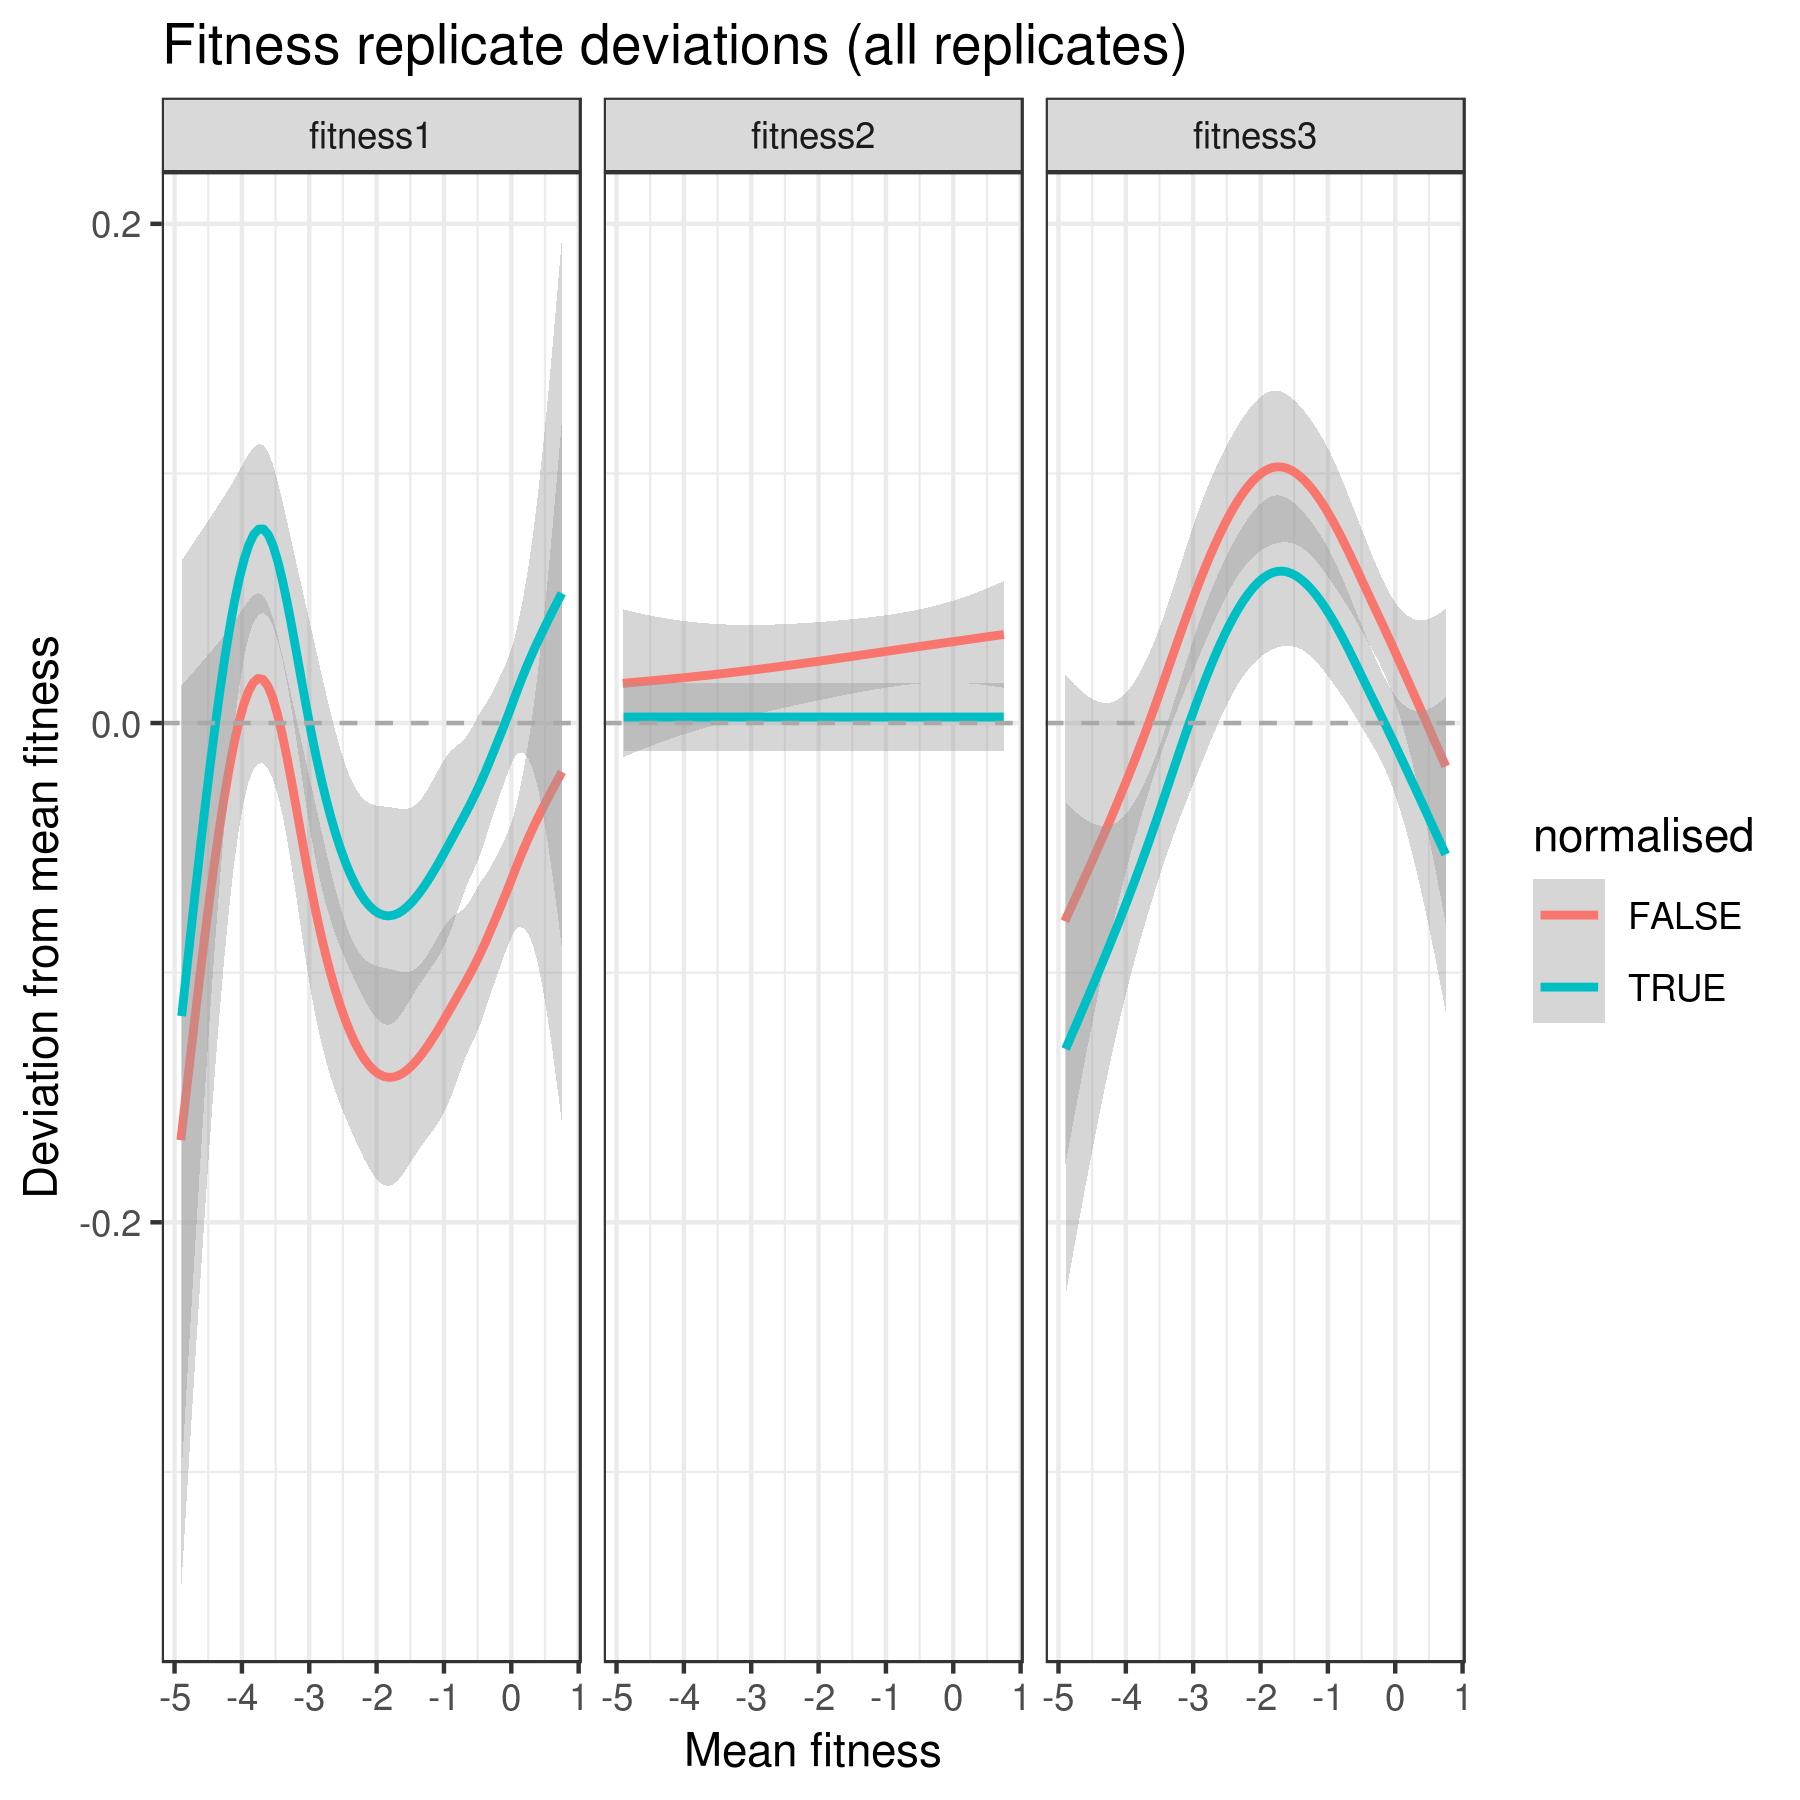 Fitness replicate deviations (all replicates)
fitness1 fitness2 fitness3
0.2
0.0
-0.2
Deviation from mean fitness
-5 -4 -3 -2 -1 0 1 -5 -4 -3 -2 -1 0 1 -5 -4 -3 -2 -1 0 1
Mean fitness
normalised
FALSE
TRUE